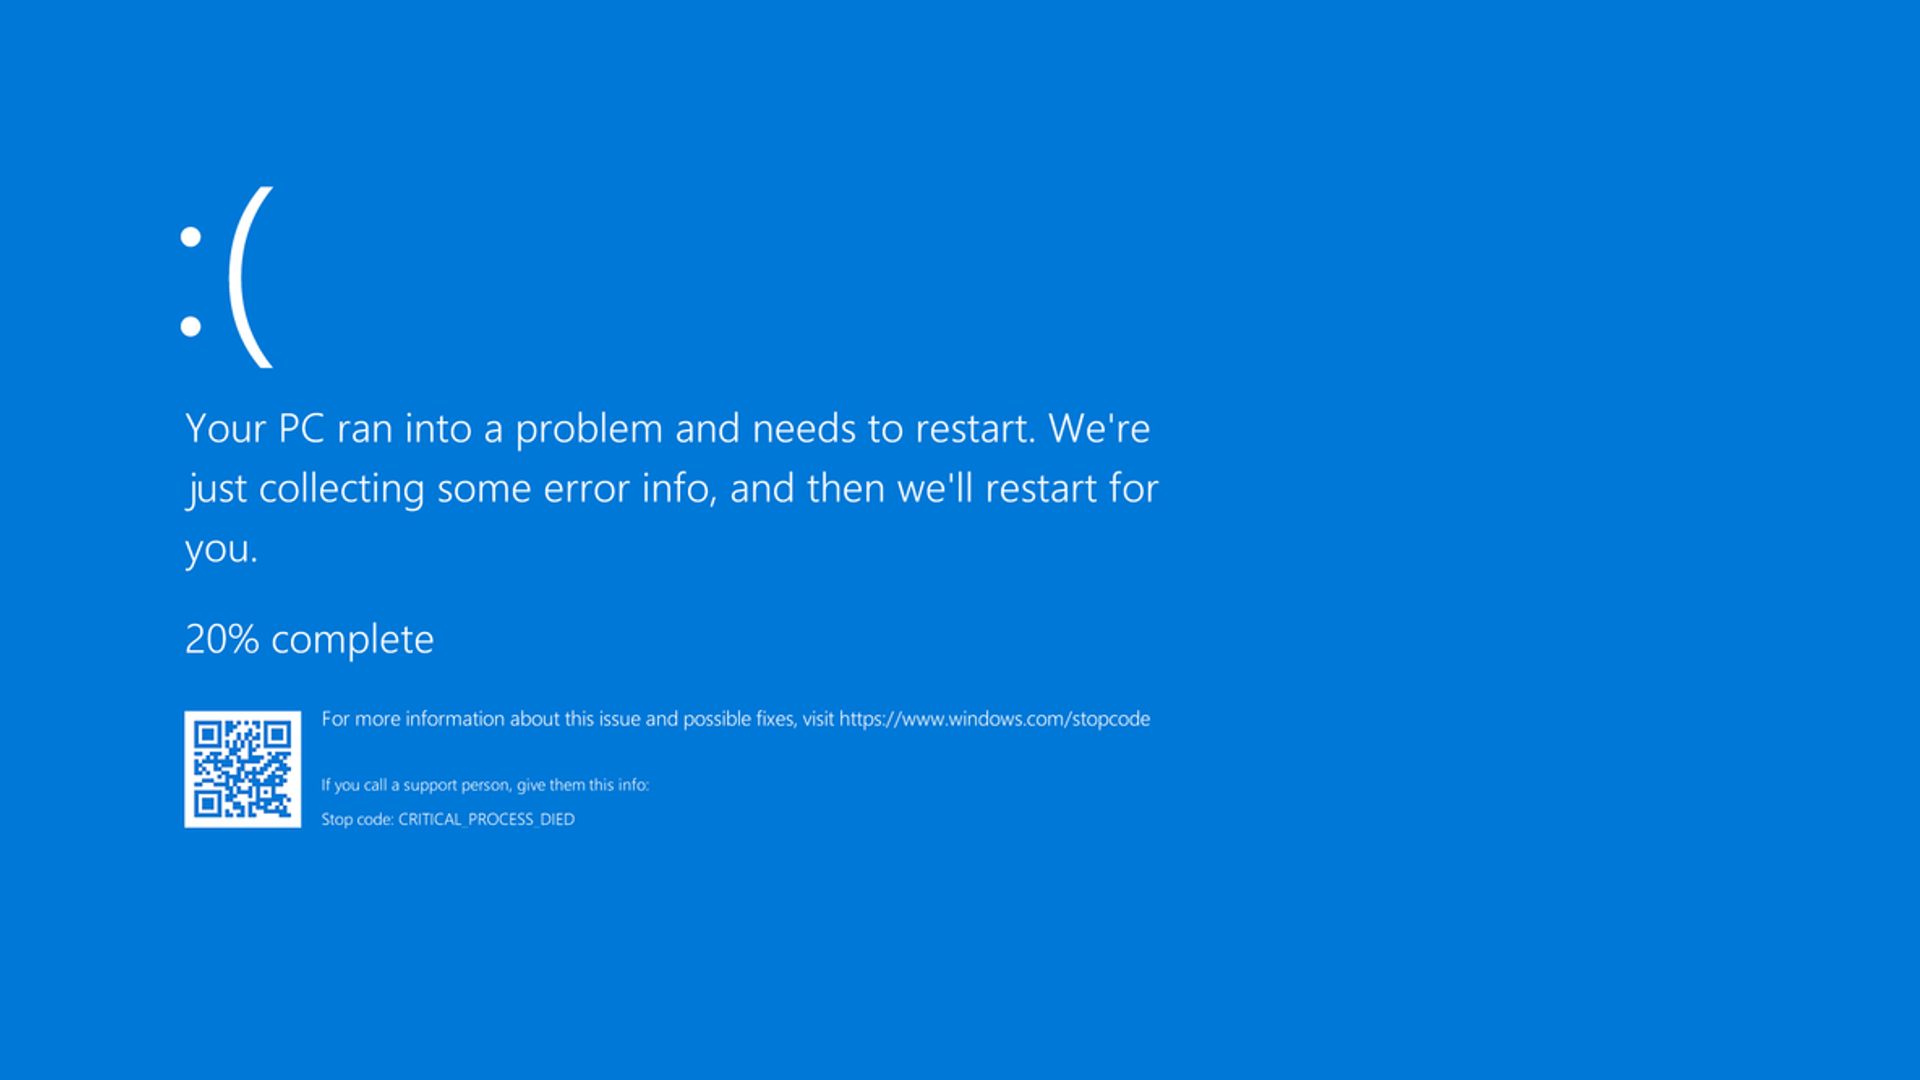 :(
Your PC ran into a problem and needs to restart. We're
just collecting some error info, and then we'll restart for
you.
20% complete
For more information about this issue and possible fixes, visit https://www.windows.com/stopcode
If you call a support person, give them this info:
Stop code: CRITICAL_PROCESS_DIED